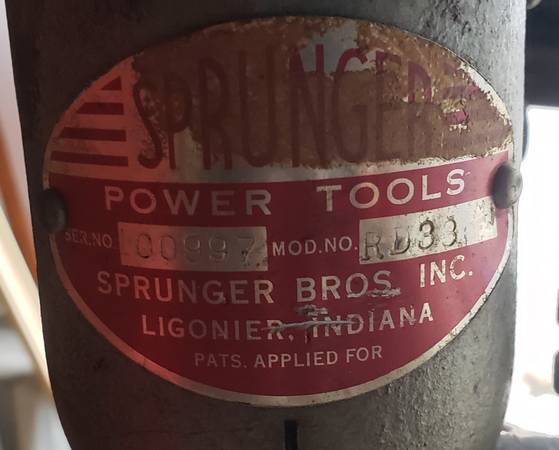 SPRUNGER
POWER TOOLS
SER.NO. 00997 MOD.NO. RD33
SPRUNGER BROS. INC.
LIGONIER, INDIANA
PATS. APPLIED FOR